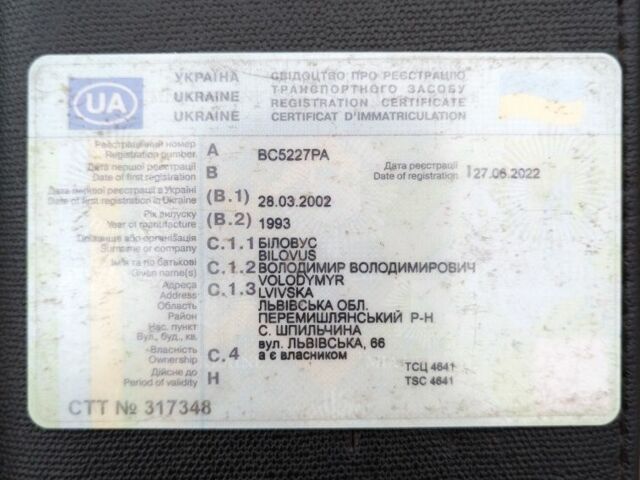 UA
УКРАЇНА СВІДОЦТВО ПРО РЕЄСТРАЦІЮ
ТРАНСПОРТНОГО ЗАСОБУ
UKRAINE REGISTRATION CERTIFICATE
UKRAINE CERTIFICAT D'IMMATRICULATION
Реєстраційний номер
Registration number A BC5227PA
Дата першої реєстрації
Date of first registration B
Дата реєстрації
Date of registration 27.06.2022
Дата першої реєстрації в Україні
Date of first registration in Ukraine (B.1) 28.03.2002
Рік випуску
Year of manufacture (B.2) 1993
Прізвище або організація
Surname or company C.1.1 БІЛОВУС
BILOVUS
Ім'я та по батькові
Given name(s) C.1.2 ВОЛОДИМИР ВОЛОДИМИРОВИЧ
VOLODYMYR
Адреса
Address C.1.3 LVIVSKA
Область ЛЬВІВСЬКА ОБЛ.
Район ПЕРЕМИШЛЯНСЬКИЙ Р-Н
Нас. пункт С. ШПИЛЬЧИНА
Вул., буд., кв. вул. ЛЬВІВСЬКА, 66
Власність
Ownership C.4 а є власником
Дійсне до
Period of validity H
ТСЦ 4641
TSC 4641
СТТ № 317348